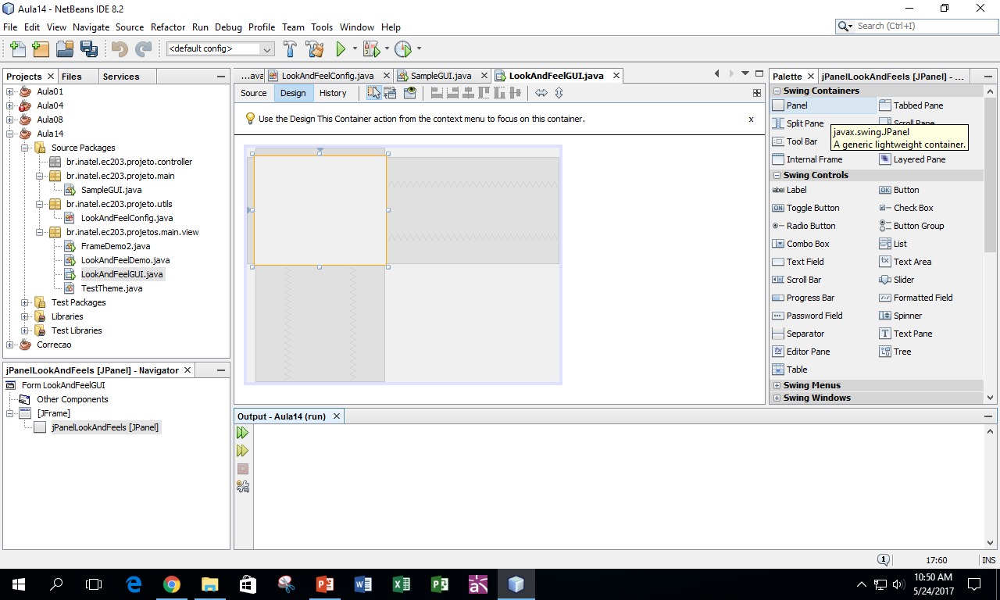 Aula14 - NetBeans IDE 8.2
File Edit View Navigate Source Refactor Run Debug Profile Team Tools Window Help
Search (Ctrl+I)
<default config>
Projects Files Services
Aula01
Aula04
Aula08
Aula14
Source Packages
br.inatel.ec203.projeto.controller
br.inatel.ec203.projeto.main
SampleGUI.java
br.inatel.ec203.projeto.utils
LookAndFeelConfig.java
br.inatel.ec203.projetos.main.view
FrameDemo2.java
LookAndFeelDemo.java
LookAndFeelGUI.java
TestTheme.java
Test Packages
Libraries
Test Libraries
Correcao
jPanelLookAndFeels [JPanel] - Navigator
Form LookAndFeelGUI
Other Components
[JFrame]
jPanelLookAndFeels [JPanel]
...ava LookAndFeelConfig.java SampleGUI.java LookAndFeelGUI.java
Source Design History
Use the Design This Container action from the context menu to focus on this container. x
Output - Aula14 (run)
Palette jPanelLookAndFeels [JPanel] - ...
Swing Containers
Panel Tabbed Pane
Split Pane Scroll Pane
javax.swing.JPanel
A generic lightweight container.
Tool Bar
Internal Frame Layered Pane
Swing Controls
label Label OK Button
ON Toggle Button Check Box
Radio Button Button Group
Combo Box List
Text Field tx Text Area
Scroll Bar Slider
Progress Bar Formatted Field
Password Field Spinner
Separator T Text Pane
Editor Pane Tree
Table
Swing Menus
Swing Windows
1 17:60 INS
10:50 AM
5/24/2017